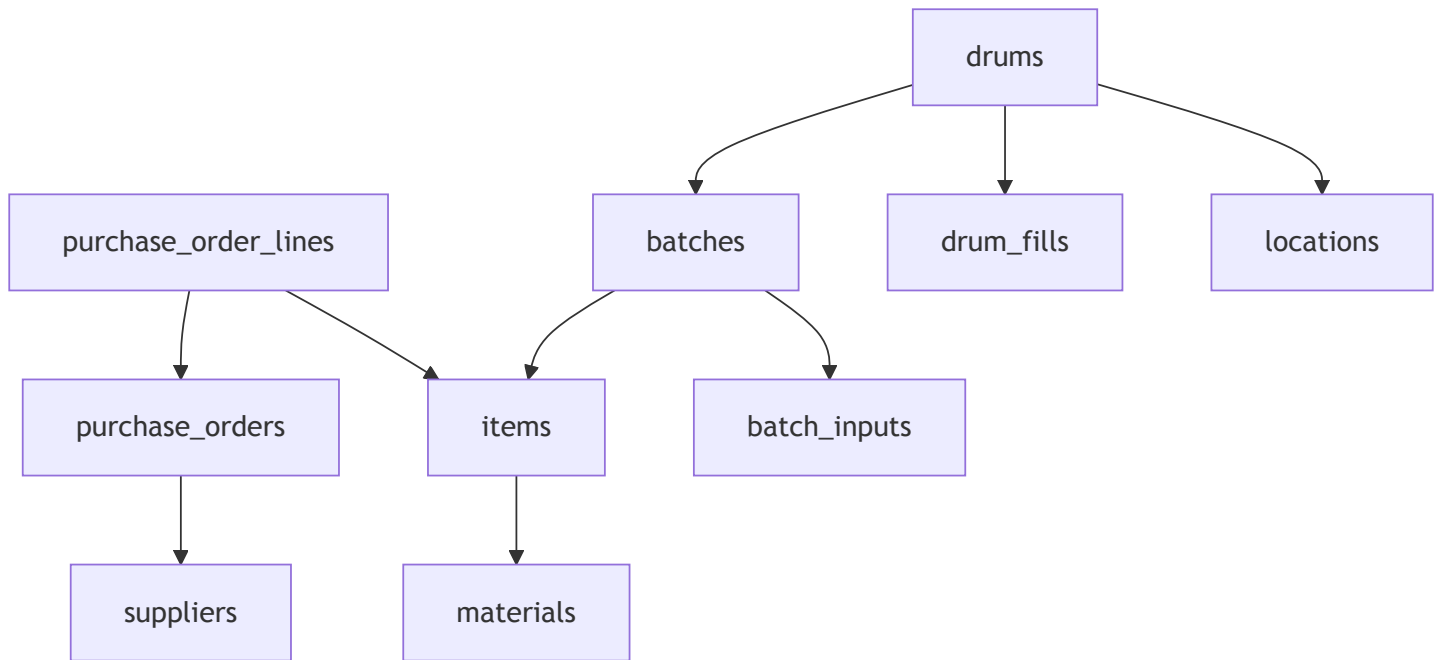 drums
purchase_order_lines
batches
drum_fills
locations
purchase_orders
items
batch_inputs
suppliers
materials